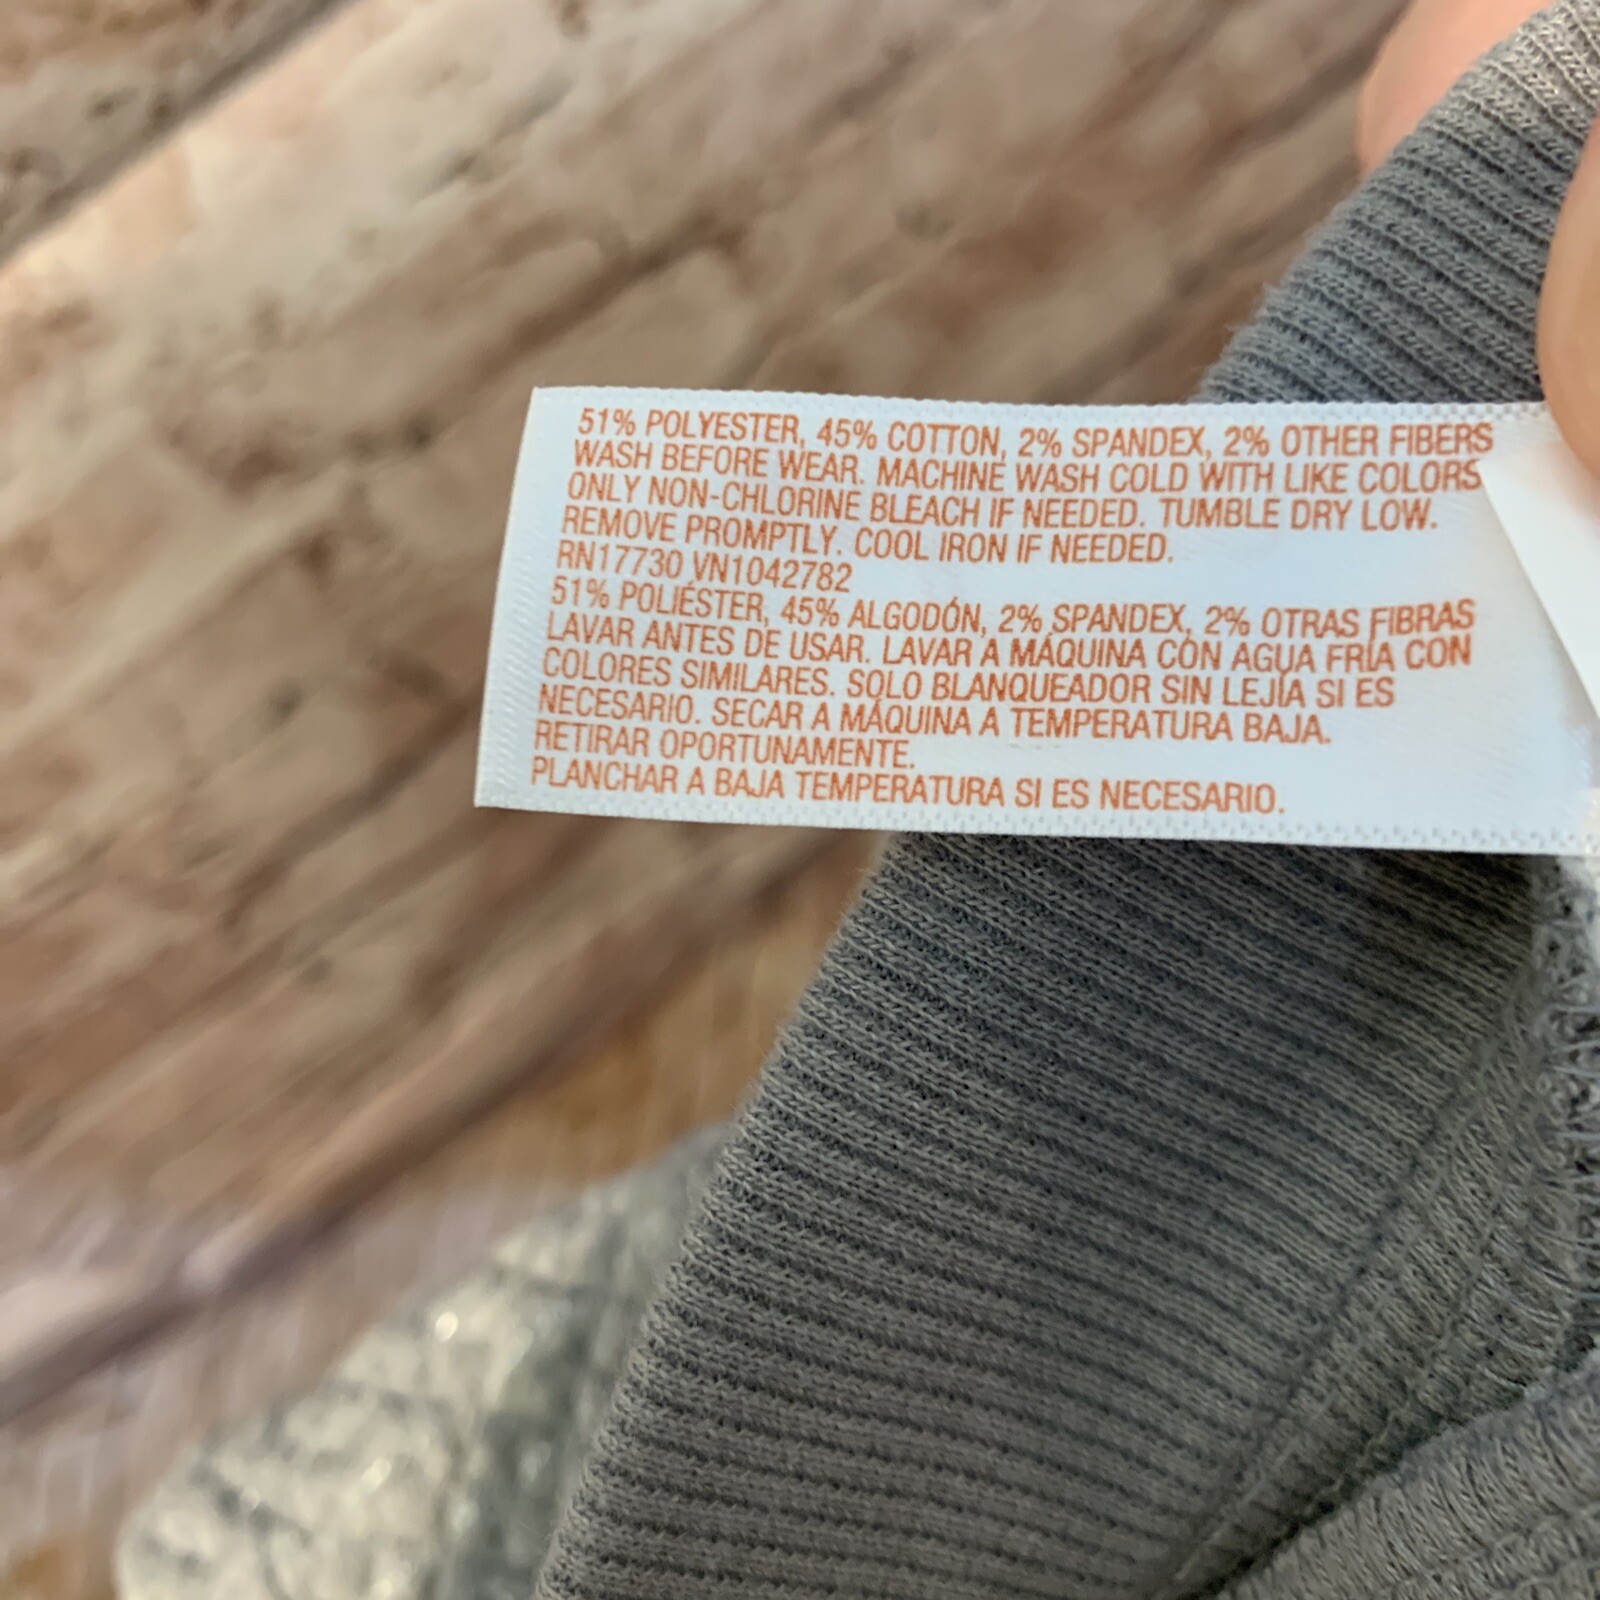 51% POLYESTER, 45% COTTON, 2% SPANDEX, 2% OTHER FIBERS
WASH BEFORE WEAR. MACHINE WASH COLD WITH LIKE COLORS
ONLY NON-CHLORINE BLEACH IF NEEDED. TUMBLE DRY LOW.
REMOVE PROMPTLY. COOL IRON IF NEEDED.
RN17730 VN1042782
51% POLIÉSTER, 45% ALGODÓN, 2% SPANDEX, 2% OTRAS FIBRAS
LAVAR ANTES DE USAR. LAVAR A MÁQUINA CON AGUA FRÍA CON
COLORES SIMILARES. SOLO BLANQUEADOR SIN LEJÍA SI ES
NECESARIO. SECAR A MÁQUINA A TEMPERATURA BAJA.
RETIRAR OPORTUNAMENTE.
PLANCHAR A BAJA TEMPERATURA SI ES NECESARIO.